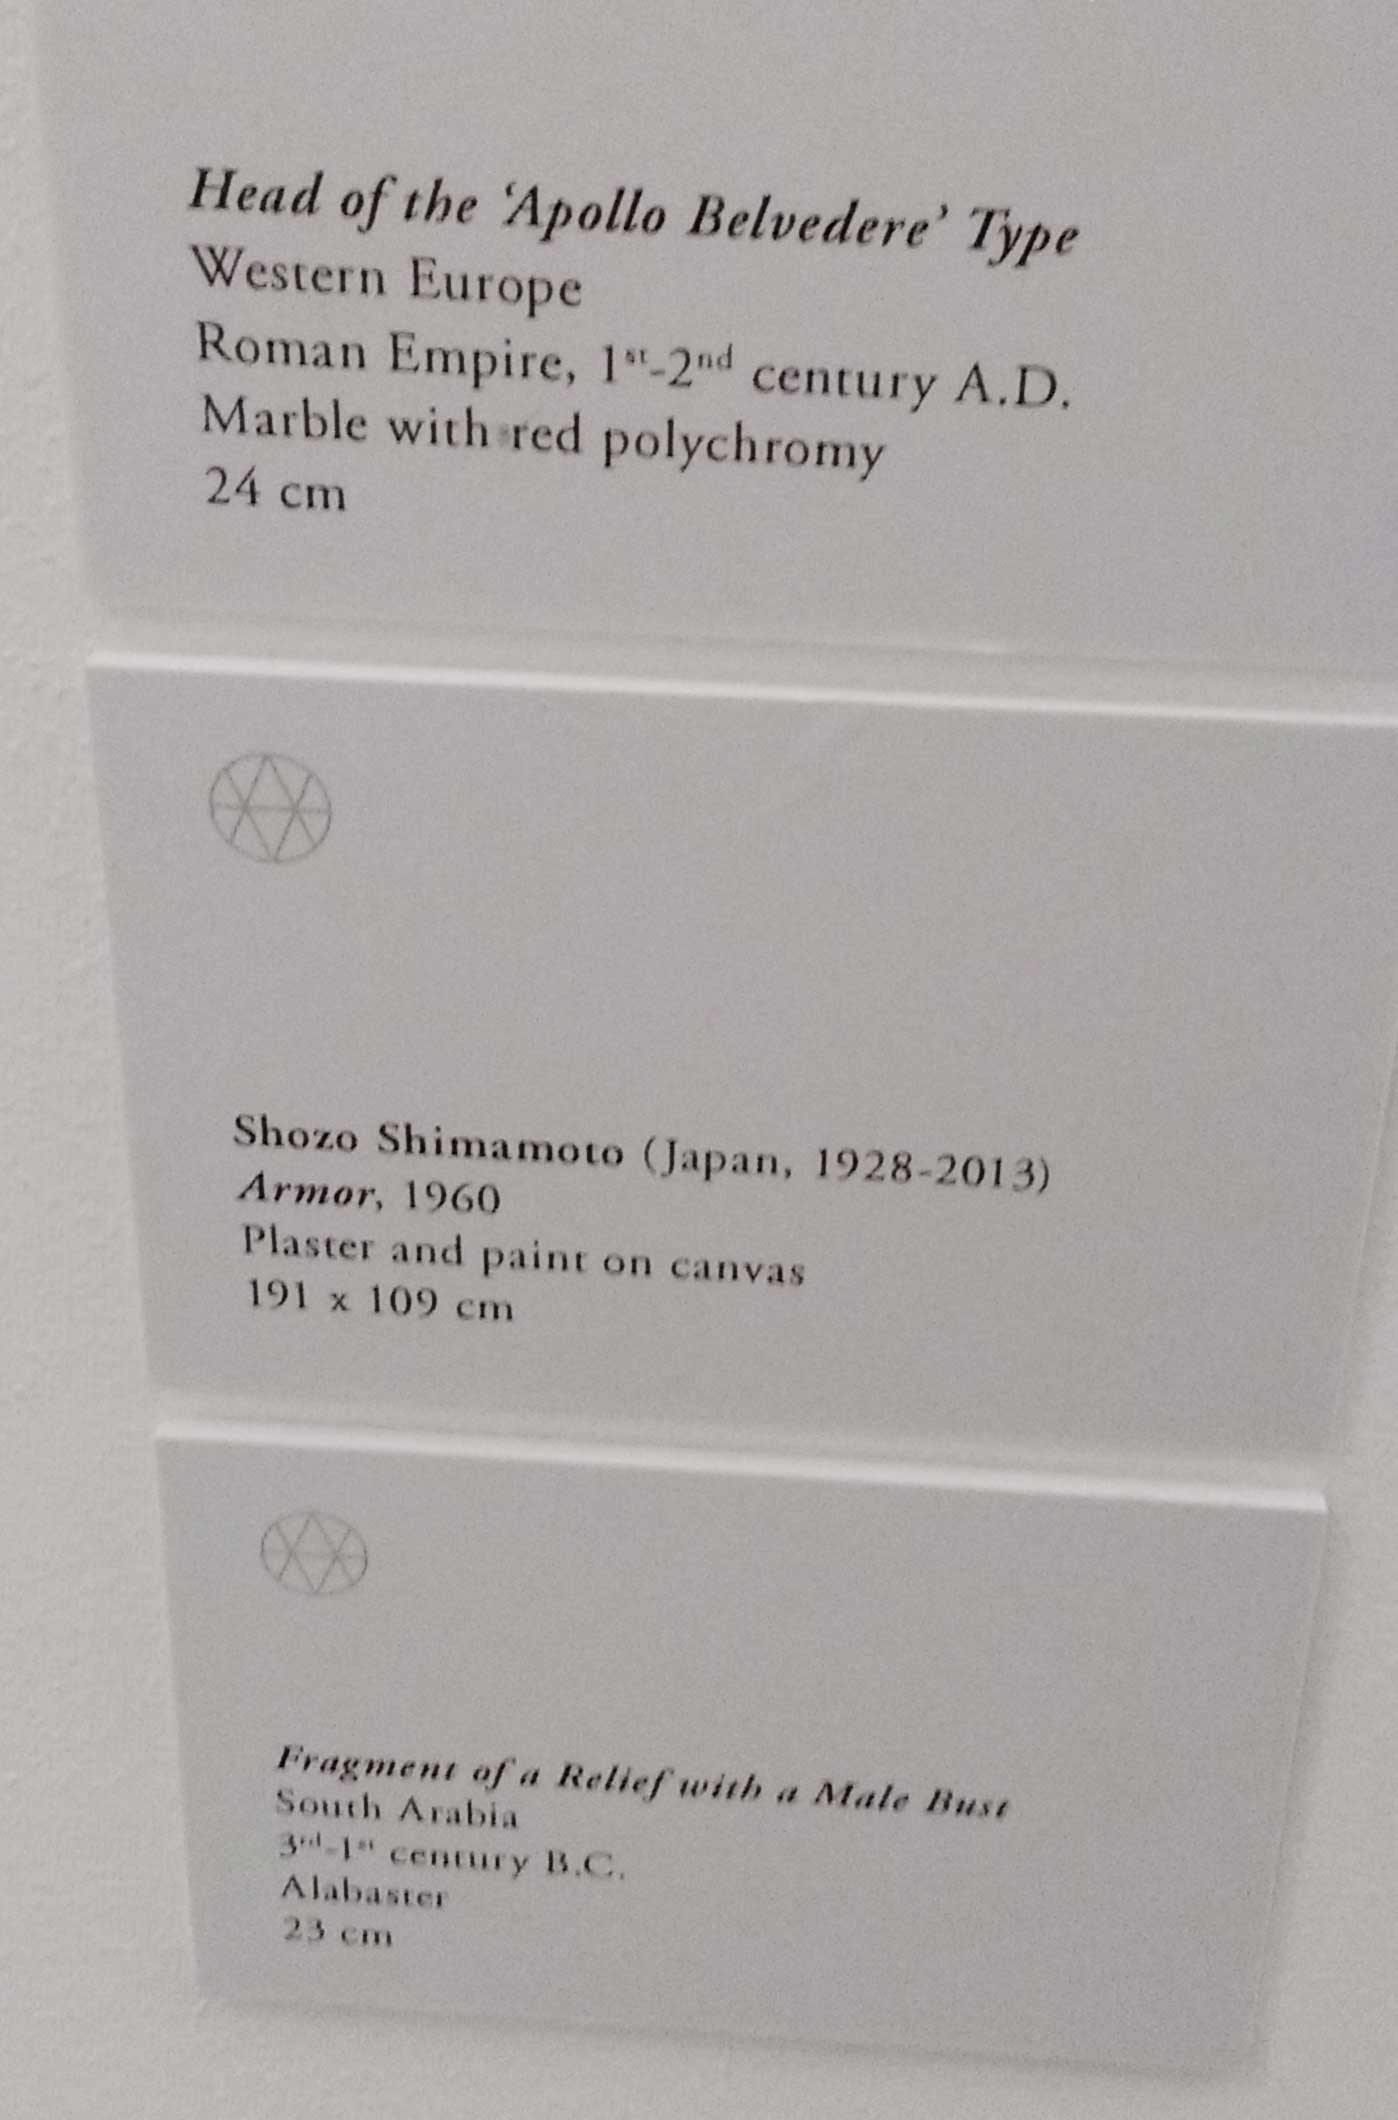 Head of the ‘Apollo Belvedere’ Type
Western Europe
Roman Empire, 1st-2nd century A.D.
Marble with red polychromy
24 cm
Shozo Shimamoto (Japan, 1928-2013)
Armor, 1960
Plaster and paint on canvas
191 x 109 cm
Fragment of a Relief with a Male Bust
South Arabia
3rd-1st century B.C.
Alabaster
23 cm